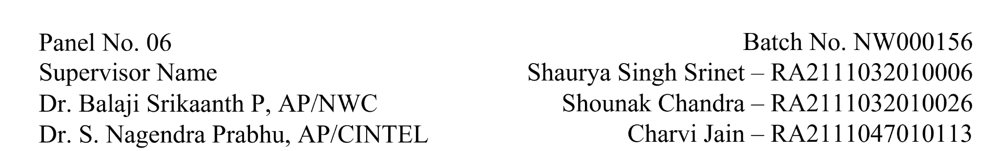 Panel No. 06
Supervisor Name
Dr. Balaji Srikaanth P, AP/NWC
Dr. S. Nagendra Prabhu, AP/CINTEL
Batch No. NW000156
Shaurya Singh Srinet – RA2111032010006
Shounak Chandra – RA2111032010026
Charvi Jain – RA2111047010113